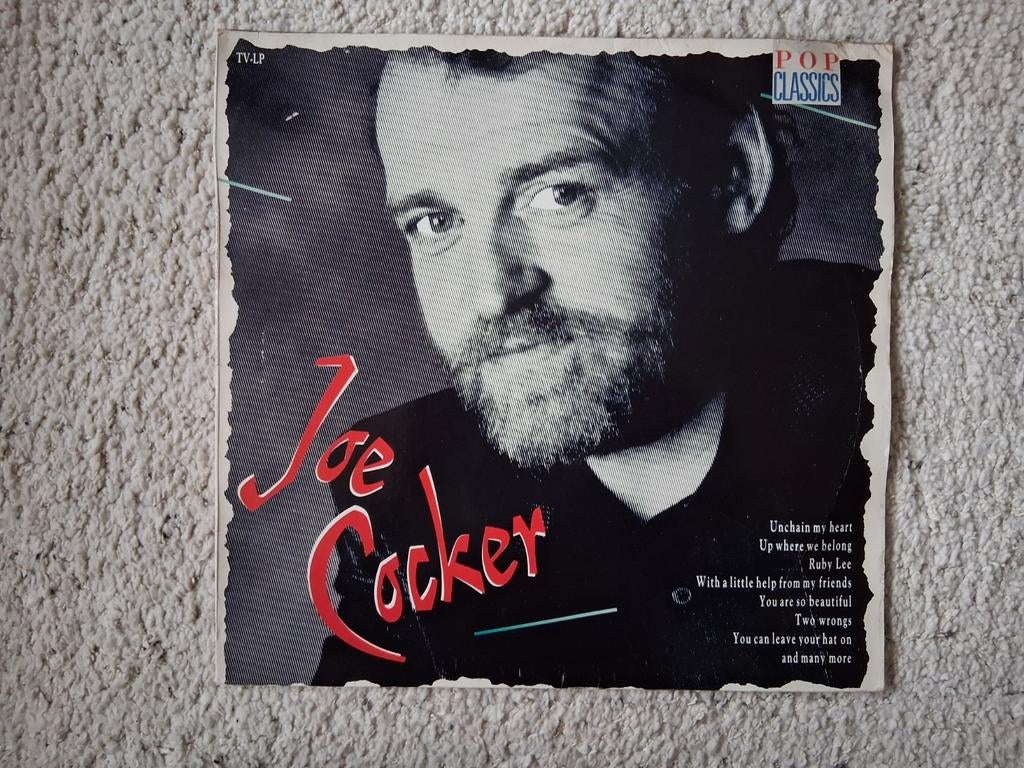 TV-LP
POP
CLASSICS
Joe
Cocker
Unchain my heart
Up where we belong
Ruby Lee
With a little help from my friends
You are so beautiful
Two wrongs
You can leave your hat on
and many more